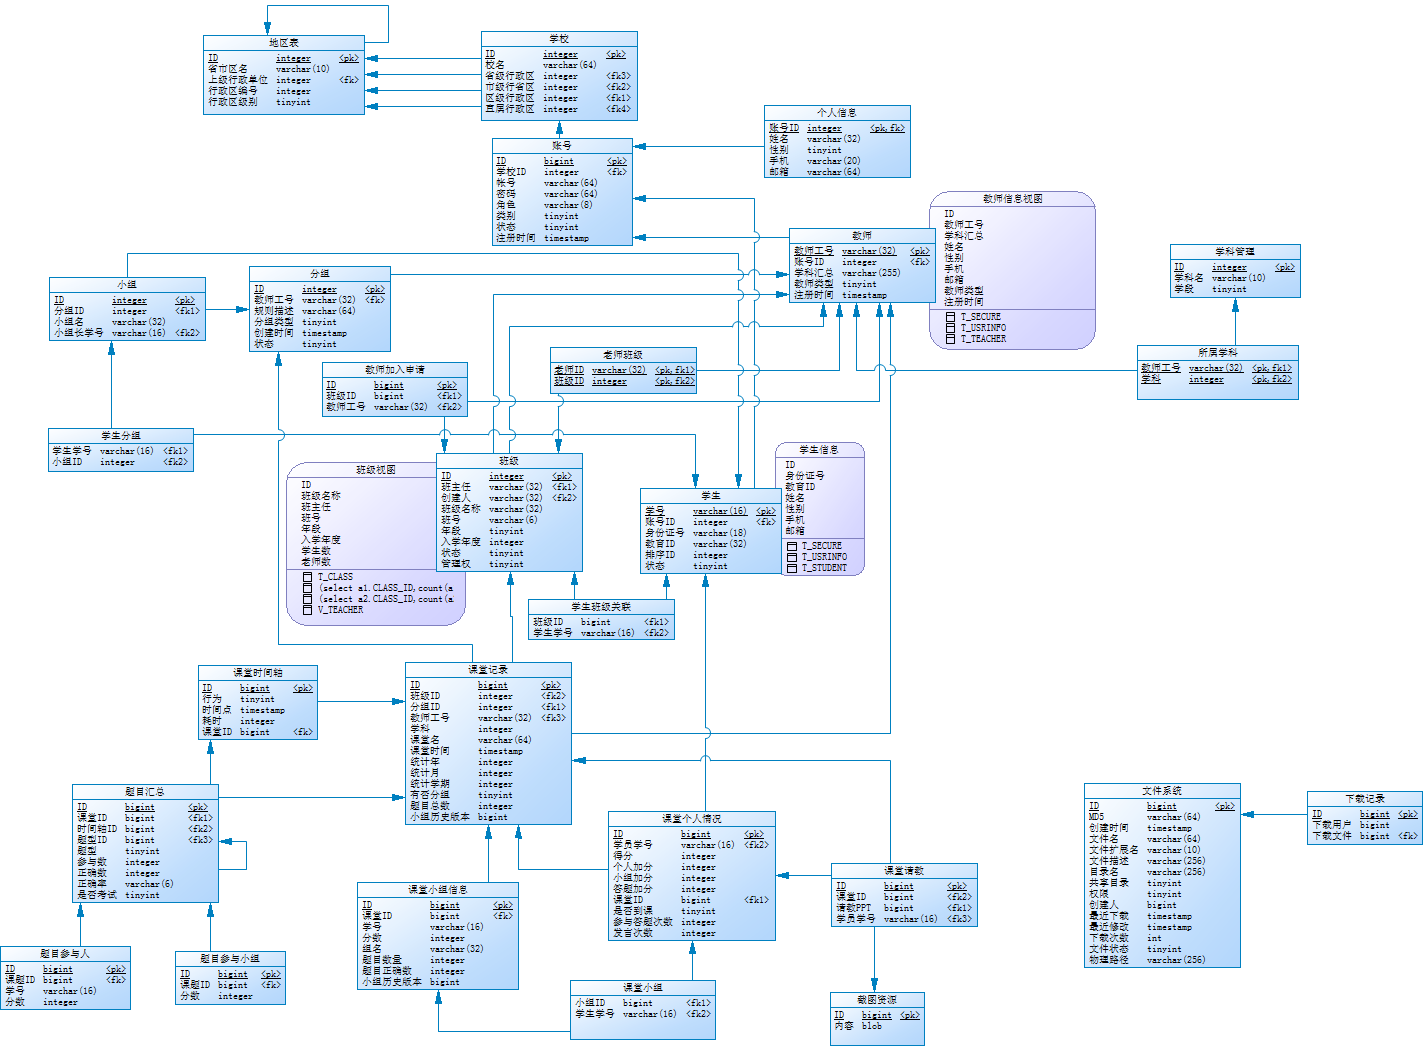 地区表
ID integer <pk>
省市区名 varchar(10)
上级行政单位 integer <fk>
行政区编号 integer
行政区级别 tinyint
学校
ID integer <pk>
校名 varchar(64)
省级行政区 integer <fk3>
市级行省区 integer <fk2>
区级行政区 integer <fk1>
直属行政区 integer <fk4>
个人信息
账号ID integer <pk,fk>
姓名 varchar(32)
性别 tinyint
手机 varchar(20)
邮箱 varchar(64)
账号
ID bigint <pk>
学校ID integer <fk>
帐号 varchar(64)
密码 varchar(64)
角色 varchar(8)
类别 tinyint
状态 tinyint
注册时间 timestamp
教师信息视图
ID
教师工号
学科汇总
姓名
性别
手机
邮箱
教师类型
注册时间
T_SECURE
T_USRINFO
T_TEACHER
教师
教师工号 varchar(32) <pk>
账号ID integer <fk>
学科汇总 varchar(255)
教师类型 tinyint
注册时间 timestamp
学科管理
ID integer <pk>
学科名 varchar(10)
学段 tinyint
小组
ID integer <pk>
分组ID integer <fk1>
小组名 varchar(32)
小组长学号 varchar(16) <fk2>
分组
ID integer <pk>
教师工号 varchar(32) <fk>
规则描述 varchar(64)
分组类型 tinyint
创建时间 timestamp
状态 tinyint
所属学科
教师工号 varchar(32) <pk,fk1>
学科 integer <pk,fk2>
教师加入申请
ID bigint <pk>
班级ID bigint <fk1>
教师工号 varchar(32) <fk2>
老师班级
老师ID varchar(32) <pk,fk1>
班级ID integer <pk,fk2>
学生分组
学生学号 varchar(16) <fk1>
小组ID integer <fk2>
班级视图
ID
班级名称
班主任
班号
年段
入学年度
学生数
老师数
T_CLASS
(select a1.CLASS_ID,count(a
(select a2.CLASS_ID,count(a
V_TEACHER
班级
ID integer <pk>
班主任 varchar(32) <fk1>
创建人 varchar(32) <fk2>
班级名称 varchar(32)
班号 varchar(6)
年段 tinyint
入学年度 integer
状态 tinyint
管理权 tinyint
学生信息
ID
身份证号
教育ID
姓名
性别
手机
邮箱
T_SECURE
T_USRINFO
T_STUDENT
学生
学号 varchar(16) <pk>
账号ID integer <fk>
身份证号 varchar(18)
教育ID varchar(32)
排序ID integer
状态 tinyint
学生班级关联
班级ID bigint <fk1>
学生学号 varchar(16) <fk2>
课堂时间轴
ID bigint <pk>
行为 tinyint
时间点 timestamp
耗时 integer
课堂ID bigint <fk>
课堂记录
ID bigint <pk>
班级ID integer <fk2>
分组ID integer <fk1>
教师工号 varchar(32) <fk3>
学科 integer
课堂名 varchar(64)
课堂时间 timestamp
统计年 integer
统计月 integer
统计学期 integer
有否分组 tinyint
题目总数 integer
小组历史版本 bigint
题目汇总
ID bigint <pk>
课堂ID bigint <fk1>
时间轴ID bigint <fk2>
题型ID bigint <fk3>
题型 tinyint
参与数 integer
正确数 integer
正确率 varchar(6)
是否考试 tinyint
课堂个人情况
ID bigint <pk>
学员学号 varchar(16) <fk2>
得分 integer
个人加分 integer
小组加分 integer
答题加分 integer
课堂ID bigint <fk1>
是否到课 tinyint
参与答题次数 integer
发言次数 integer
文件系统
ID bigint <pk>
MD5 varchar(64)
创建时间 timestamp
文件名 varchar(64)
文件扩展名 varchar(10)
文件描述 varchar(256)
目录名 varchar(256)
共享目录 tinyint
权限 tinyint
创建人 bigint
最近下载 timestamp
最近修改 timestamp
下载次数 int
文件状态 tinyint
物理路径 varchar(256)
下载记录
ID bigint <pk>
下载用户 bigint
下载文件 bigint <fk>
课堂小组信息
ID bigint <pk>
课堂ID bigint <fk>
学号 varchar(16)
分数 integer
组名 varchar(32)
题目数量 integer
题目正确数 integer
小组历史版本 bigint
课堂请教
ID bigint <pk>
课堂ID bigint <fk2>
请教PPT bigint <fk1>
学员学号 varchar(16) <fk3>
题目参与人
ID bigint <pk>
课题ID bigint <fk>
学号 varchar(16)
分数 integer
题目参与小组
ID bigint <pk>
课题ID bigint <fk>
分数 integer
课堂小组
小组ID bigint <fk1>
学生学号 varchar(16) <fk2>
截图资源
ID bigint <pk>
内容 blob